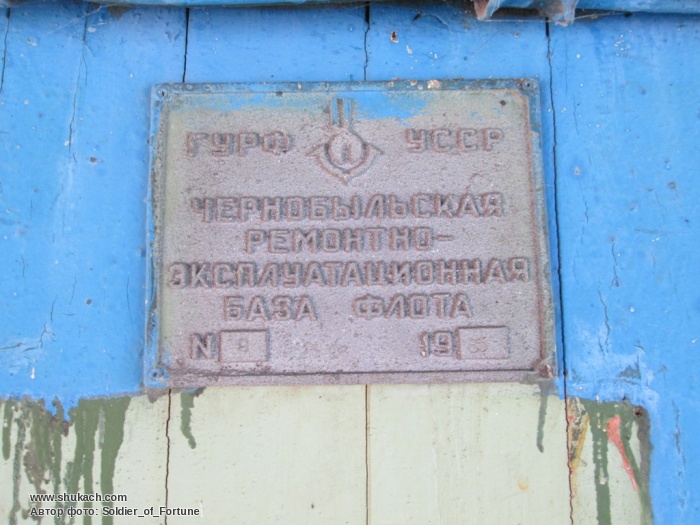 ГУРФ УССР
ЧЕРНОБЫЛЬСКАЯ
РЕМОНТНО-
ЭКСПЛУАТАЦИОННАЯ
БАЗА ФЛОТА
N 19
www.shukach.com
Автор фото: Soldier_of_Fortune